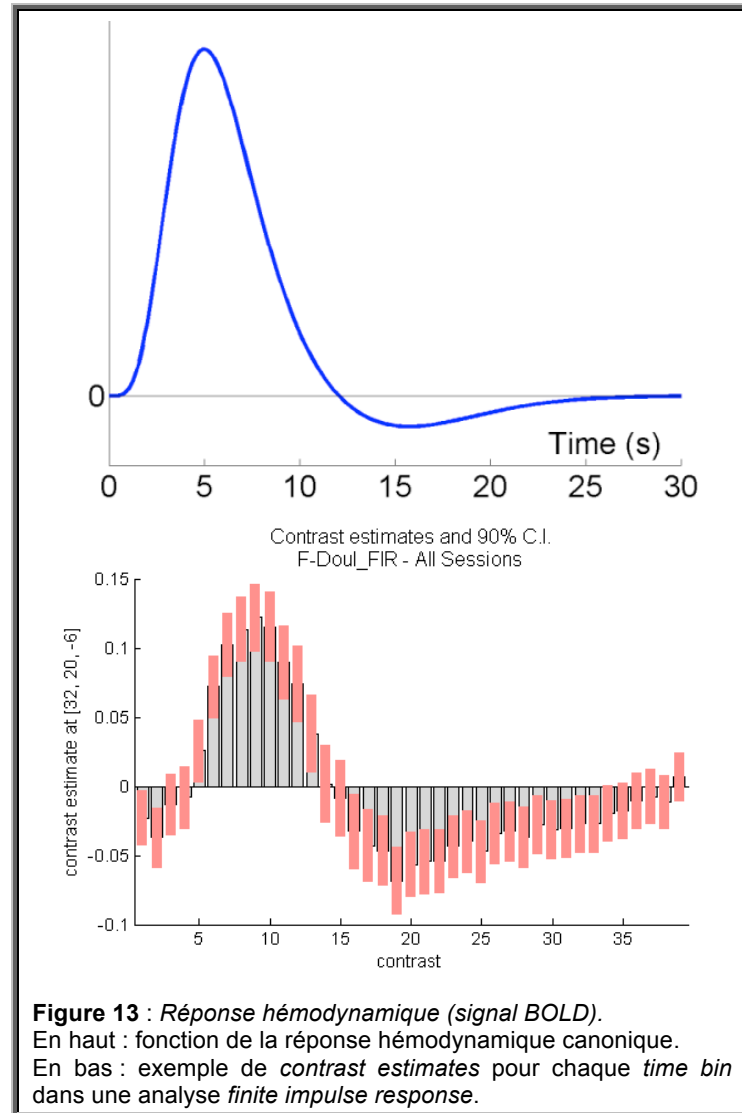 0
Time (s)
0 5 10 15 20 25 30
Contrast estimates and 90% C.I.
F-Doul_FIR - All Sessions
0.15
0.1
0.05
0
-0.05
-0.1
contrast estimate at [32, 20, -6]
5 10 15 20 25 30 35
contrast
Figure 13 : Réponse hémodynamique (signal BOLD).
En haut : fonction de la réponse hémodynamique canonique.
En bas : exemple de contrast estimates pour chaque time bin
dans une analyse finite impulse response.